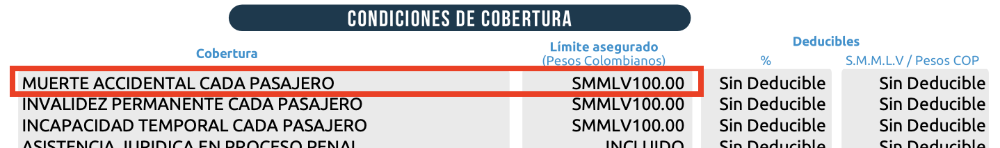 CONDICIONES DE COBERTURA
Cobertura
Límite asegurado
(Pesos Colombianos)
Deducibles
%
S.M.M.L.V / Pesos COP
MUERTE ACCIDENTAL CADA PASAJERO SMMLV100.00 Sin Deducible Sin Deducible
INVALIDEZ PERMANENTE CADA PASAJERO SMMLV100.00 Sin Deducible Sin Deducible
INCAPACIDAD TEMPORAL CADA PASAJERO SMMLV100.00 Sin Deducible Sin Deducible
ASISTENCIA JURIDICA EN PROCESO PENAL INCLUIDO Sin Deducible Sin Deducible